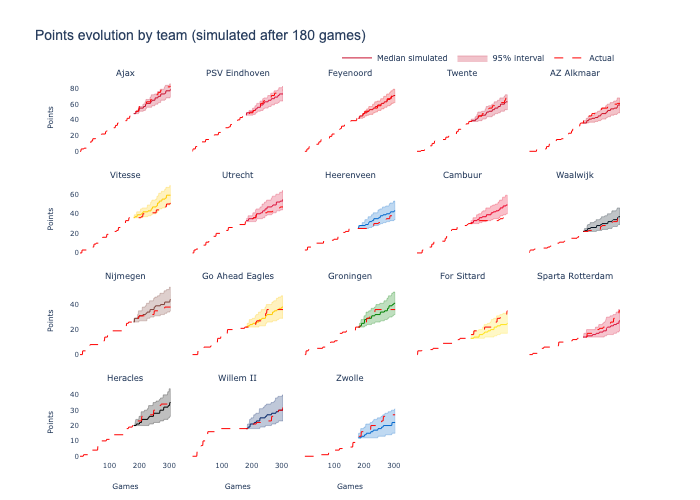 Points evolution by team (simulated after 180 games)
Median simulated 95% interval Actual
Ajax PSV Eindhoven Feyenoord Twente AZ Alkmaar
80
60
40
20
0
Points
Vitesse Utrecht Heerenveen Cambuur Waalwijk
60
40
20
0
Points
Nijmegen Go Ahead Eagles Groningen For Sittard Sparta Rotterdam
40
20
0
Points
Heracles Willem II Zwolle
40
30
20
10
0
Points
100 200 300 100 200 300 100 200 300
Games Games Games